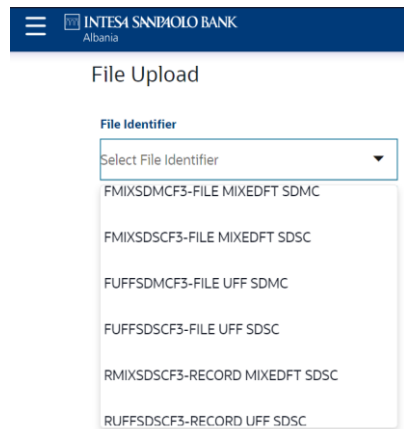 INTESA SANPAOLO BANK
Albania
File Upload
File Identifier
Select File Identifier
FMIXSDMCF3-FILE MIXEDFT SDMC
FMIXSDSCF3-FILE MIXEDFT SDSC
FUFFSDMCF3-FILE UFF SDMC
FUFFSDSCF3-FILE UFF SDSC
RMIXSDSCF3-RECORD MIXEDFT SDSC
RUFFSDSCF3-RECORD UFF SDSC